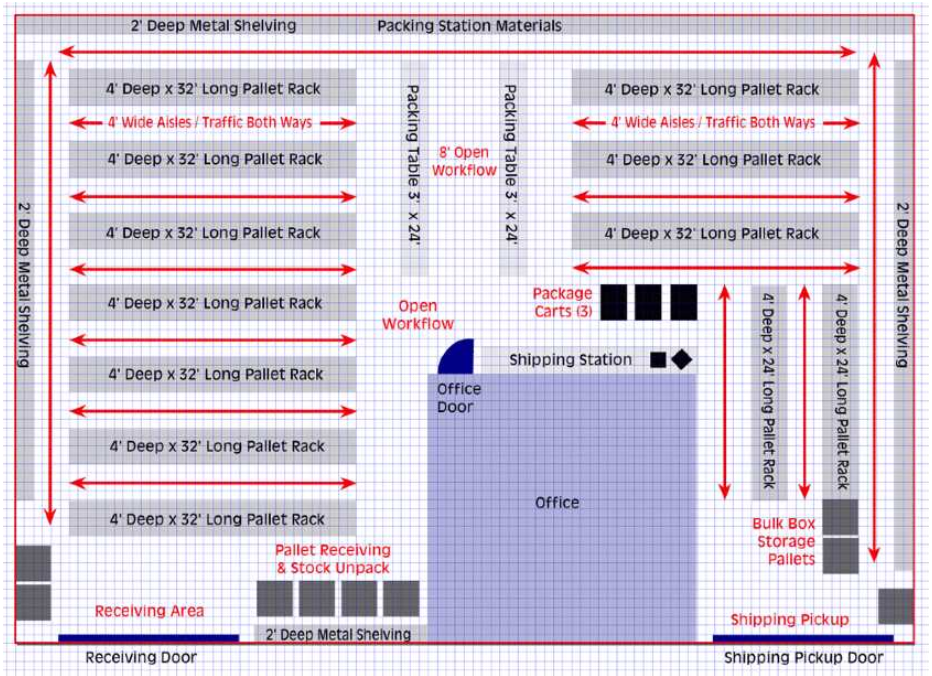 2' Deep Metal Shelving
Packing Station Materials
2' Deep Metal Shelving
4' Deep x 32' Long Pallet Rack
4' Wide Aisles / Traffic Both Ways
4' Deep x 32' Long Pallet Rack
4' Deep x 32' Long Pallet Rack
4' Deep x 32' Long Pallet Rack
4' Deep x 32' Long Pallet Rack
4' Deep x 32' Long Pallet Rack
4' Deep x 32' Long Pallet Rack
Packing Table 3' x 24'
8' Open
Workflow
Packing Table 3' x 24'
4' Deep x 32' Long Pallet Rack
4' Wide Aisles / Traffic Both Ways
4' Deep x 32' Long Pallet Rack
4' Deep x 32' Long Pallet Rack
2' Deep Metal Shelving
Open
Workflow
Package
Carts (3)
Shipping Station
Office
Door
Office
4' Deep x 24' Long Pallet Rack
4' Deep x 24' Long Pallet Rack
Bulk Box
Storage
Pallets
Pallet Receiving
& Stock Unpack
Receiving Area
2' Deep Metal Shelving
Shipping Pickup
Receiving Door
Shipping Pickup Door